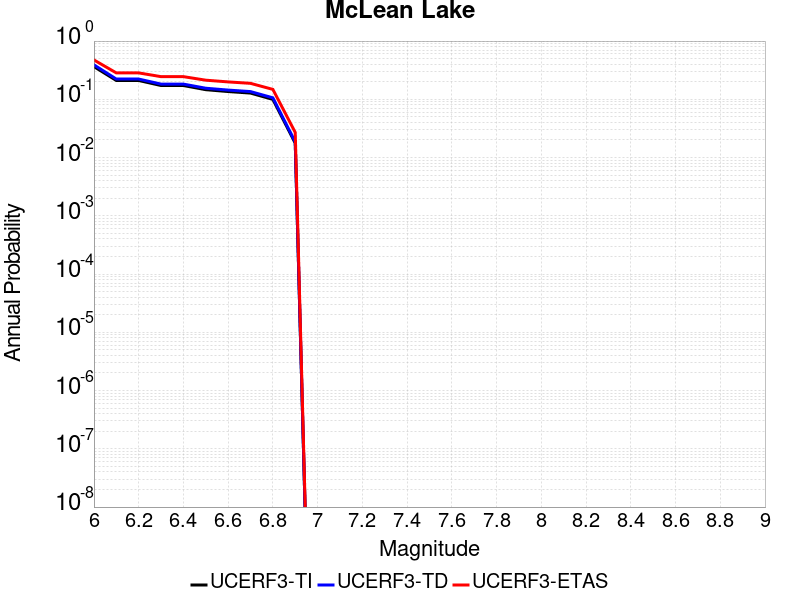 McLean Lake
Annual Probability
10^0
10^-1
10^-2
10^-3
10^-4
10^-5
10^-6
10^-7
10^-8
6 6.2 6.4 6.6 6.8 7 7.2 7.4 7.6 7.8 8 8.2 8.4 8.6 8.8 9
Magnitude
UCERF3-TI UCERF3-TD UCERF3-ETAS